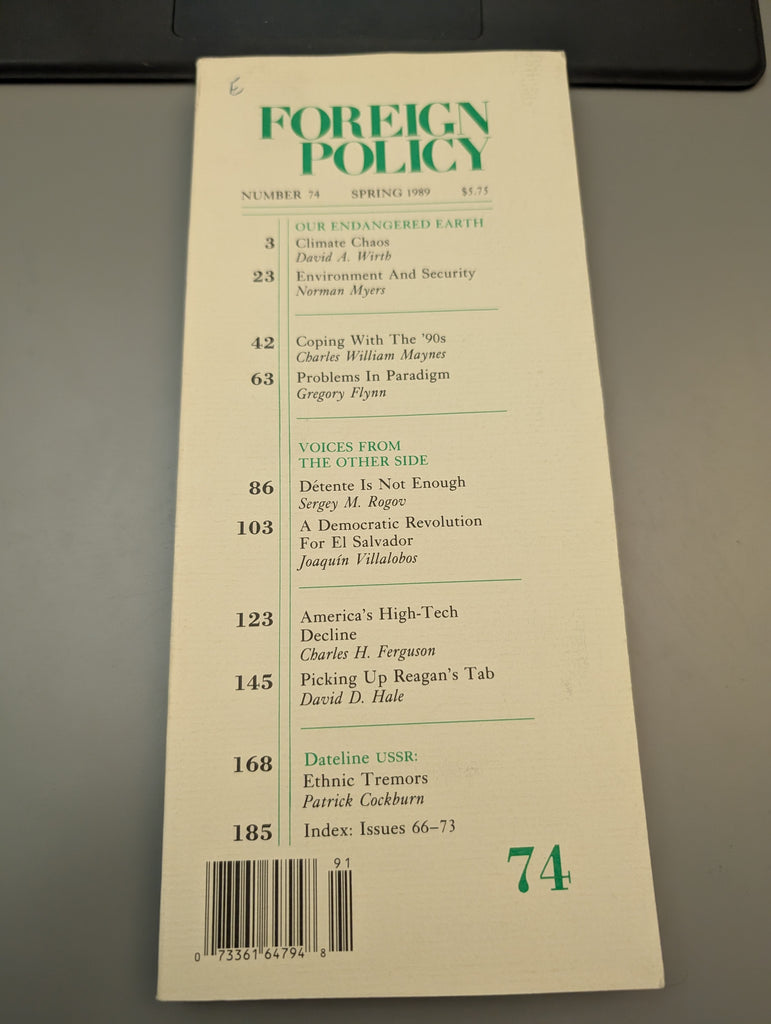 E
FOREIGN
POLICY
NUMBER 74 SPRING 1989 $5.75
OUR ENDANGERED EARTH
3 Climate Chaos
David A. Wirth
23 Environment And Security
Norman Myers
42 Coping With The '90s
Charles William Maynes
63 Problems In Paradigm
Gregory Flynn
VOICES FROM
THE OTHER SIDE
86 Détente Is Not Enough
Sergey M. Rogov
103 A Democratic Revolution
For El Salvador
Joaquín Villalobos
123 America's High-Tech
Decline
Charles H. Ferguson
145 Picking Up Reagan's Tab
David D. Hale
168 Dateline USSR:
Ethnic Tremors
Patrick Cockburn
185 Index: Issues 66–73
74
91
0 73361 64794 8